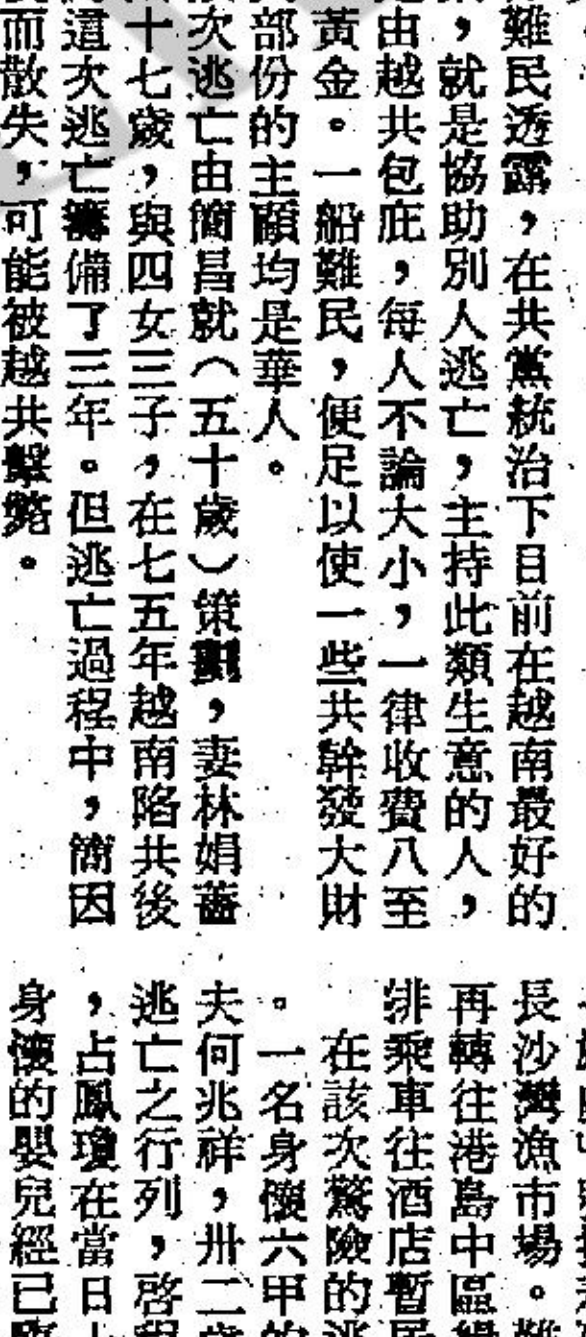 難民透露，在共黨統治下目前在越南最好的
，就是協助別人逃亡，主持此類生意的人，
由越共包庇，每人不論大小，一律收費八至
黃金。一船難民，便足以使一些共幹發大財
部份的主顧均是華人。
次逃亡由簡昌就（五十歲）策劃，妻林娟
十七歲，與四女三子，在七五年越南陷共後
這次逃亡籌備了三年。但逃亡過程中，簡因
而散失，可能被越共擊斃。
長沙灣漁市場。
再轉往港島中區
排乘車往酒店暫居
在該次驚險的逃
。一名身懷六甲的
夫何兆祥，卅二歲
逃亡之行列，啓程
，占鳳瓊在當日上
身懷的嬰兒經已